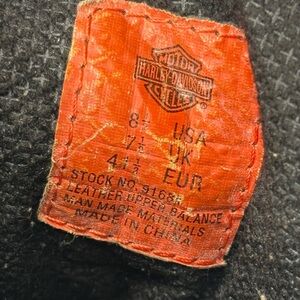 MOTOR
HARLEY-DAVIDSON
CYCLES
®
8½ USA
7½ UK
41½ EUR
STOCK NO.
LEATHER UPPER BALANCE
MAN MADE MATERIALS
MADE IN CHINA